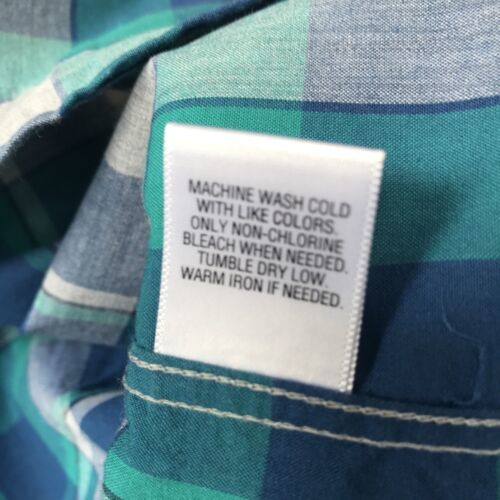 MACHINE WASH COLD
WITH LIKE COLORS.
ONLY NON-CHLORINE
BLEACH WHEN NEEDED.
TUMBLE DRY LOW.
WARM IRON IF NEEDED.